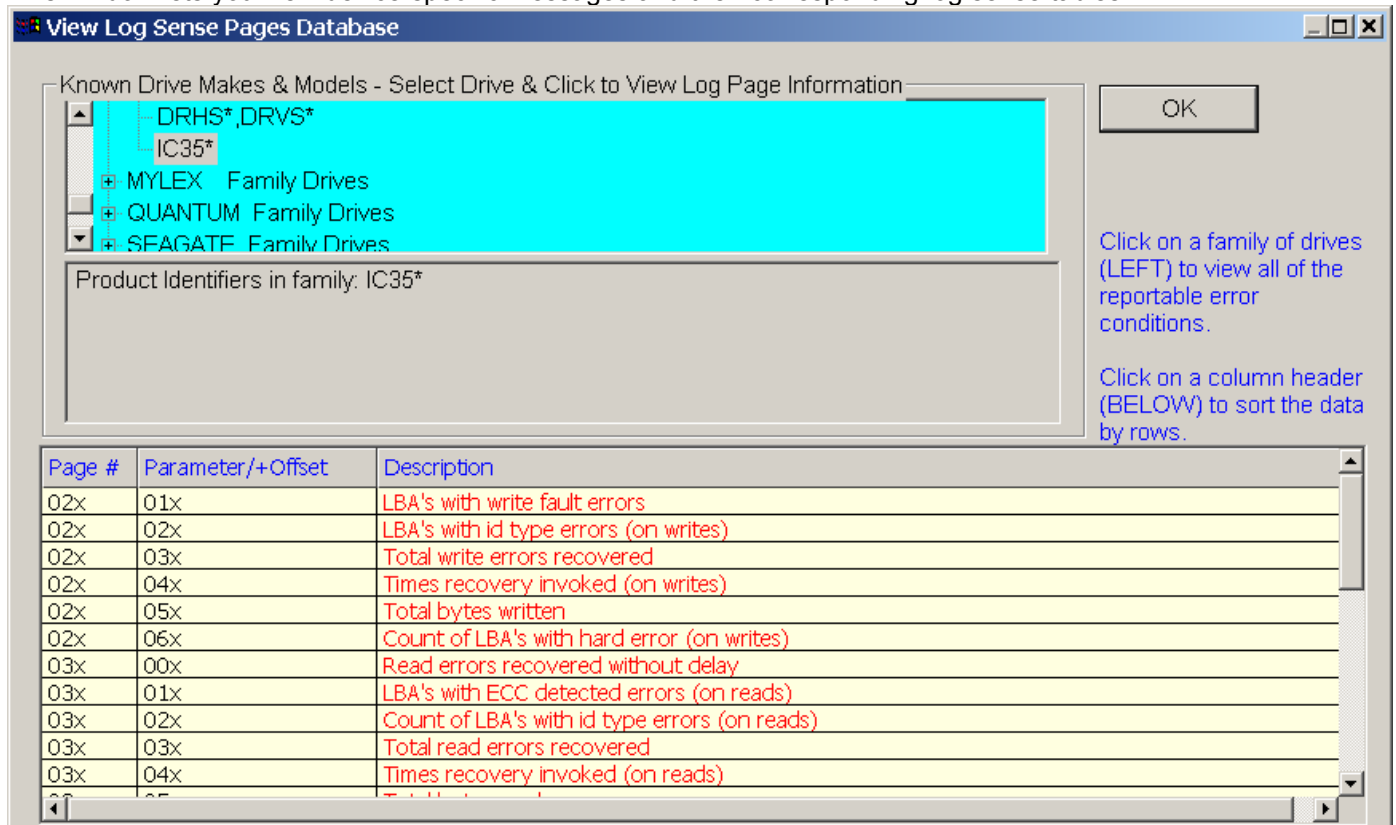 View Log Sense Pages Database
Known Drive Makes & Models - Select Drive & Click to View Log Page Information
DRHS*,DRVS*
IC35*
MYLEX Family Drives
QUANTUM Family Drives
SEAGATE Family Drives
OK
Product Identifiers in family: IC35*
Click on a family of drives
(LEFT) to view all of the
reportable error
conditions.
Click on a column header
(BELOW) to sort the data
by rows.
Page # Parameter/+Offset Description
02x 01x LBA's with write fault errors
02x 02x LBA's with id type errors (on writes)
02x 03x Total write errors recovered
02x 04x Times recovery invoked (on writes)
02x 05x Total bytes written
02x 06x Count of LBA's with hard error (on writes)
03x 00x Read errors recovered without delay
03x 01x LBA's with ECC detected errors (on reads)
03x 02x Count of LBA's with id type errors (on reads)
03x 03x Total read errors recovered
03x 04x Times recovery invoked (on reads)